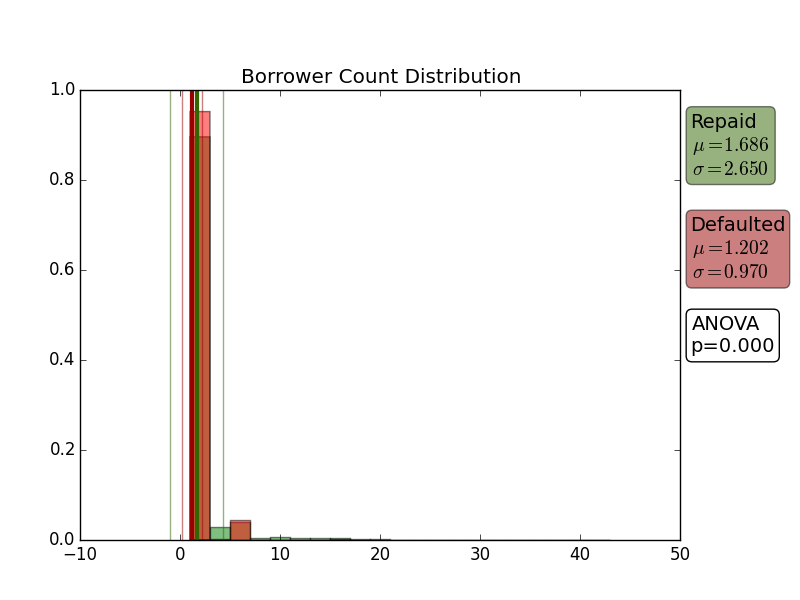 Borrower Count Distribution
1.0
0.8
0.6
0.4
0.2
0.0
−10
0
10
20
30
40
50
Repaid
μ=1.686
σ=2.650
Defaulted
μ=1.202
σ=0.970
ANOVA
p=0.000